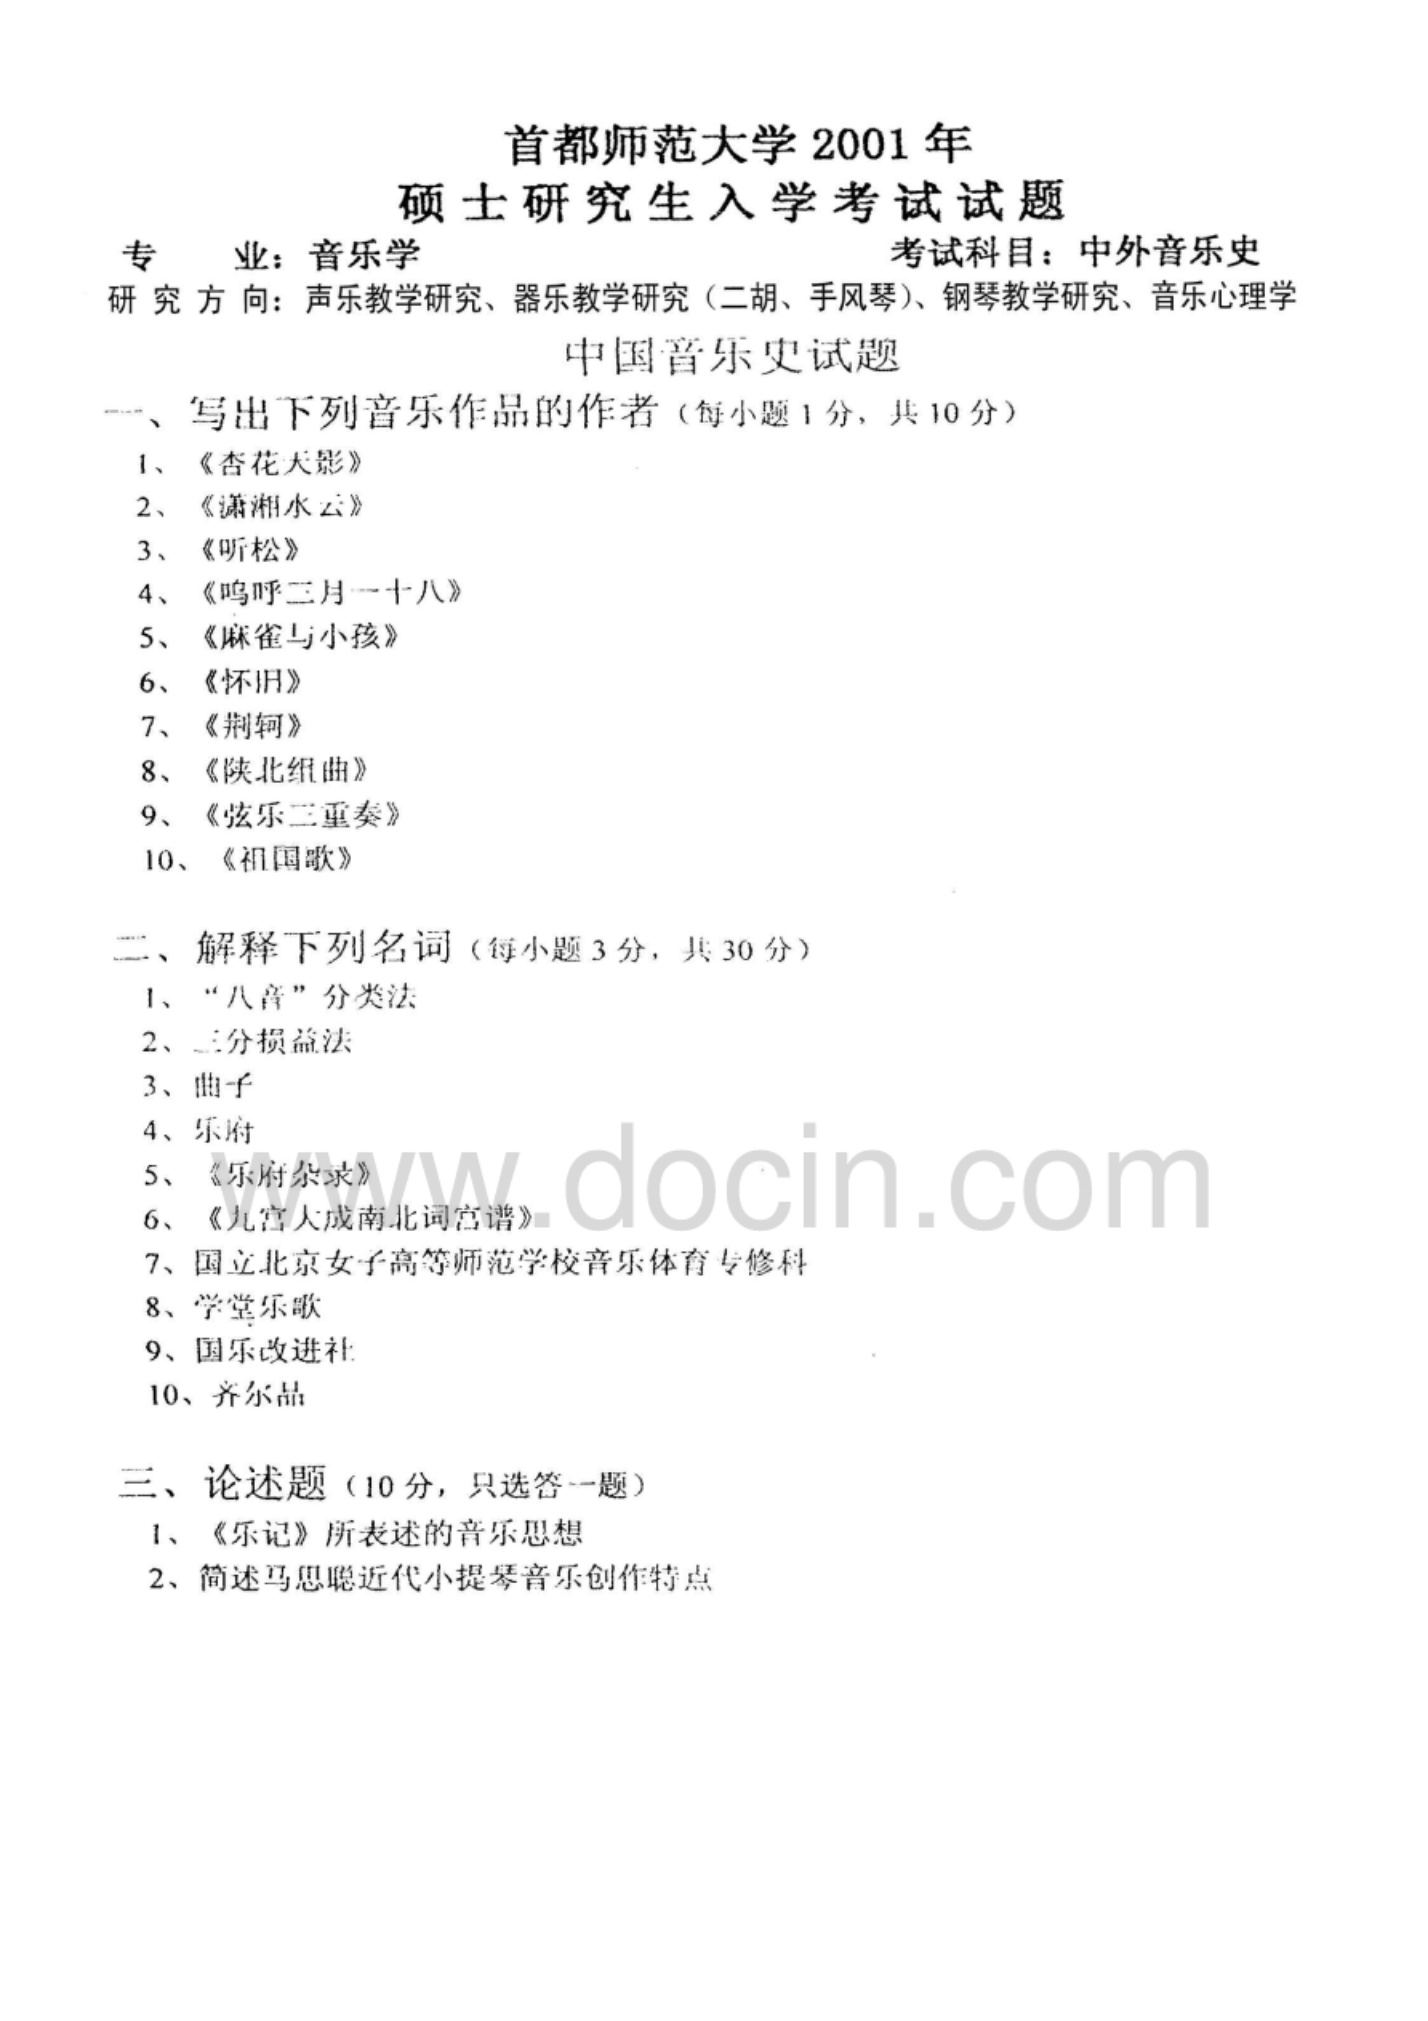 首都师范大学 2001 年
硕士研究生入学考试试题
专 业：音乐学 考试科目：中外音乐史
研究方向：声乐教学研究、器乐教学研究（二胡、手风琴）、钢琴教学研究、音乐心理学
中国音乐史试题
一、写出下列音乐作品的作者（每小题 1 分，共 10 分）
1、《杏花天影》
2、《潇湘水云》
3、《听松》
4、《呜呼三月一十八》
5、《麻雀与小孩》
6、《怀旧》
7、《荆轲》
8、《陕北组曲》
9、《弦乐三重奏》
10、《祖国歌》
二、解释下列名词（每小题 3 分，共 30 分）
1、“八音”分类法
2、三分损益法
3、曲子
4、乐府
5、《乐府杂录》
6、《九宫大成南北词宫谱》
www.docin.com
7、国立北京女子高等师范学校音乐体育专修科
8、学堂乐歌
9、国乐改进社
10、齐尔品
三、论述题（10 分，只选答一题）
1、《乐记》所表述的音乐思想
2、简述马思聪近代小提琴音乐创作特点